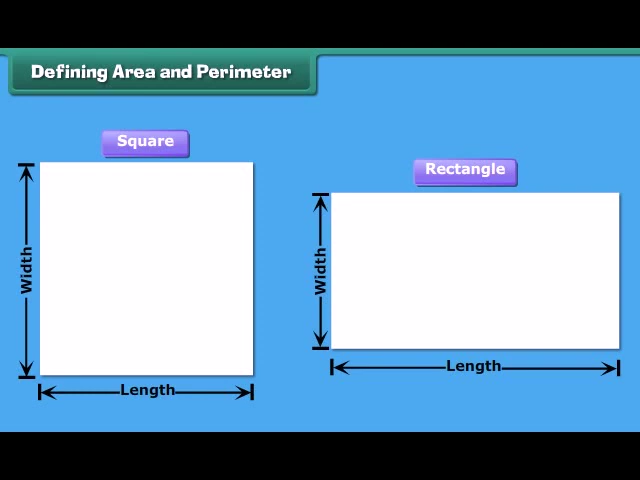 Defining Area and Perimeter
Square
Width
Length
Rectangle
Width
Length